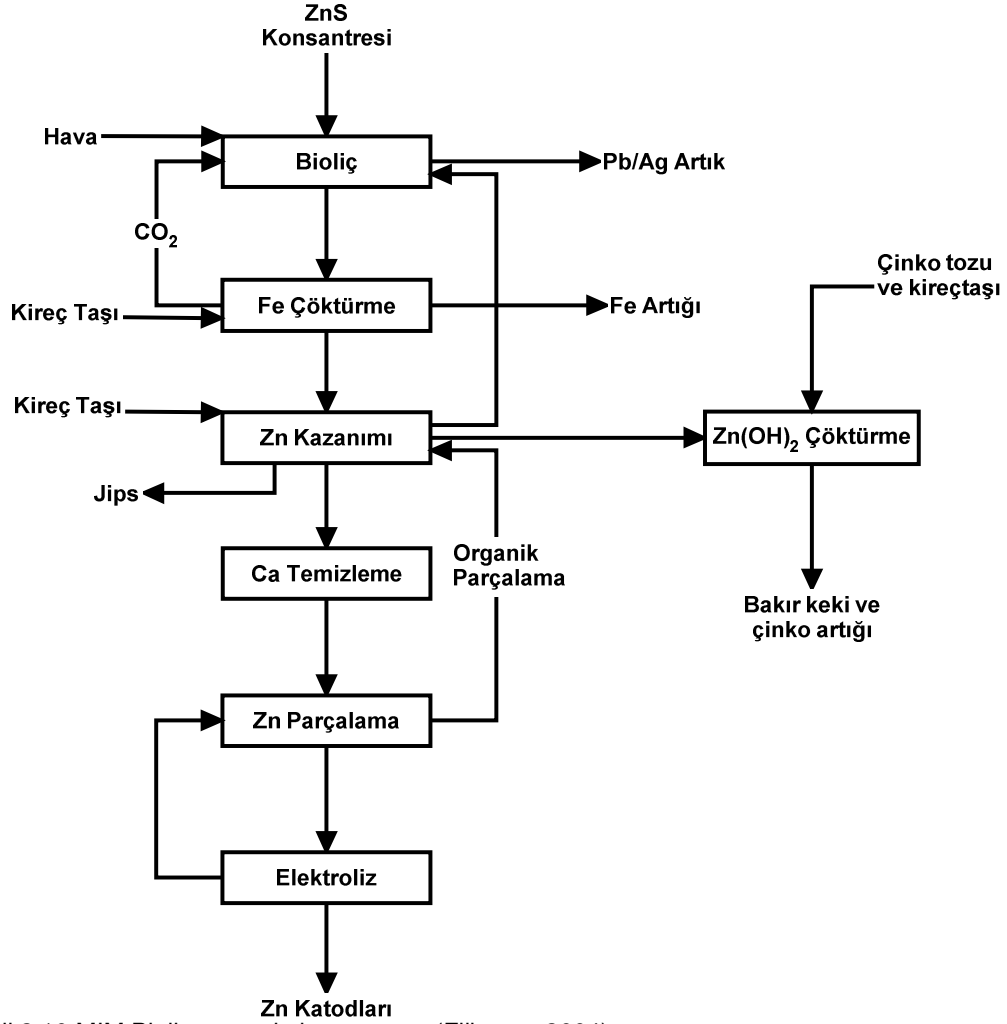 ZnS
Konsantresi
Hava
Bioliç
Pb/Ag Artık
CO2
Çinko tozu
ve kireçtaşı
Kireç Taşı
Fe Çöktürme
Fe Artığı
Kireç Taşı
Zn Kazanımı
Zn(OH)2 Çöktürme
Jips
Organik
Parçalama
Ca Temizleme
Bakır keki ve
çinko artığı
Zn Parçalama
Elektroliz
Zn Katodları